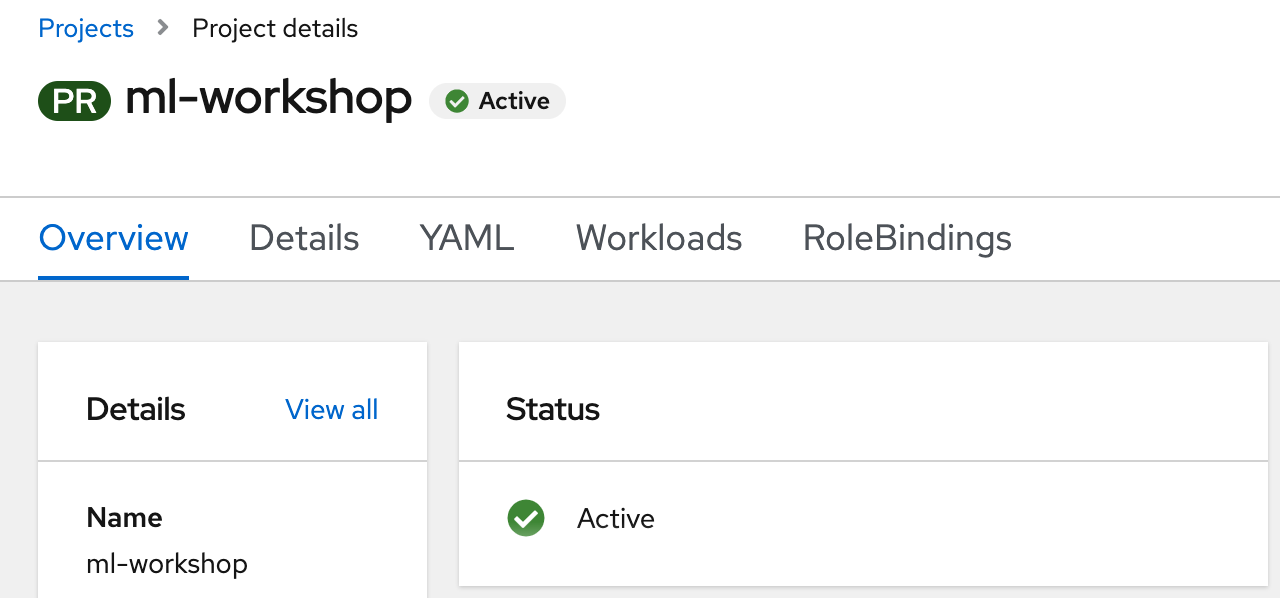 Projects > Project details
PR ml-workshop Active
Overview Details YAML Workloads RoleBindings
Details View all
Name
ml-workshop
Status
Active